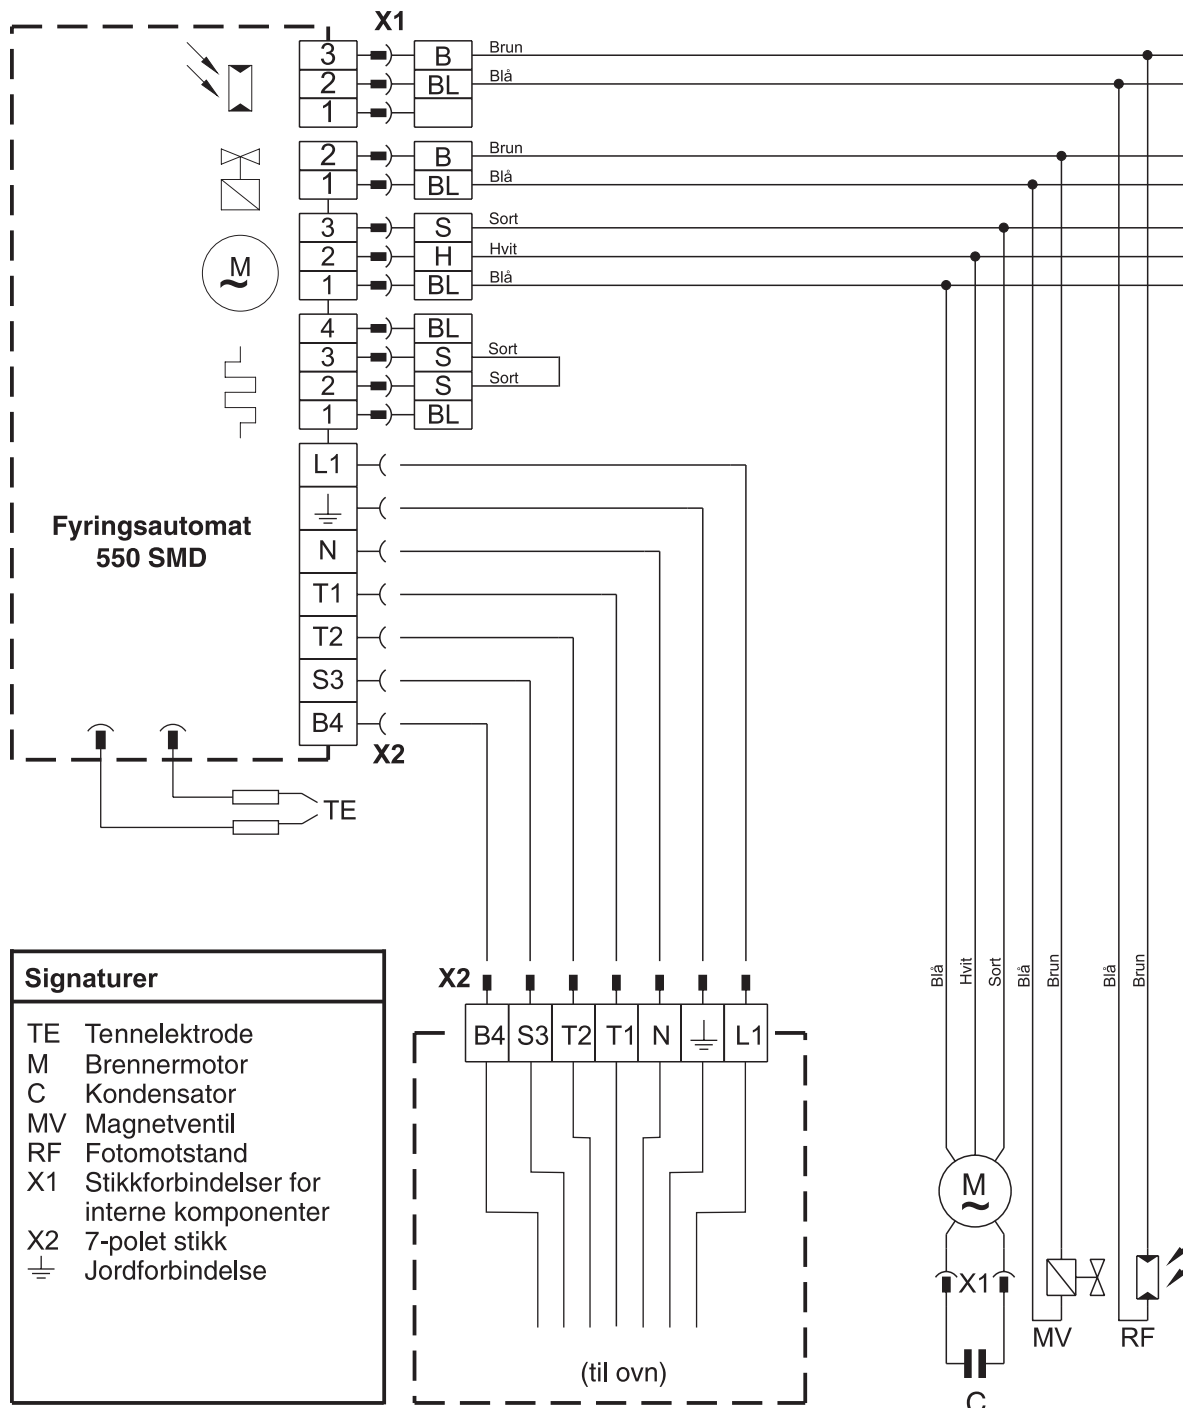 X1
3 B Brun
2 BL Blå
1
2 B Brun
1 BL Blå
3 S Sort
2 H Hvit
1 BL Blå
M
~
4 BL
3 S Sort
2 S Sort
1 BL
L1
Fyringsautomat
550 SMD
N
T1
T2
S3
B4
X2
TE
Blå Hvit Sort Blå Brun Blå Brun
X2
B4 S3 T2 T1 N L1
(til ovn)
Signaturer
TE Tennelektrode
M Brennermotor
C Kondensator
MV Magnetventil
RF Fotomotstand
X1 Stikkforbindelser for
interne komponenter
X2 7-polet stikk
Jordforbindelse
M
~
X1
MV
RF
C